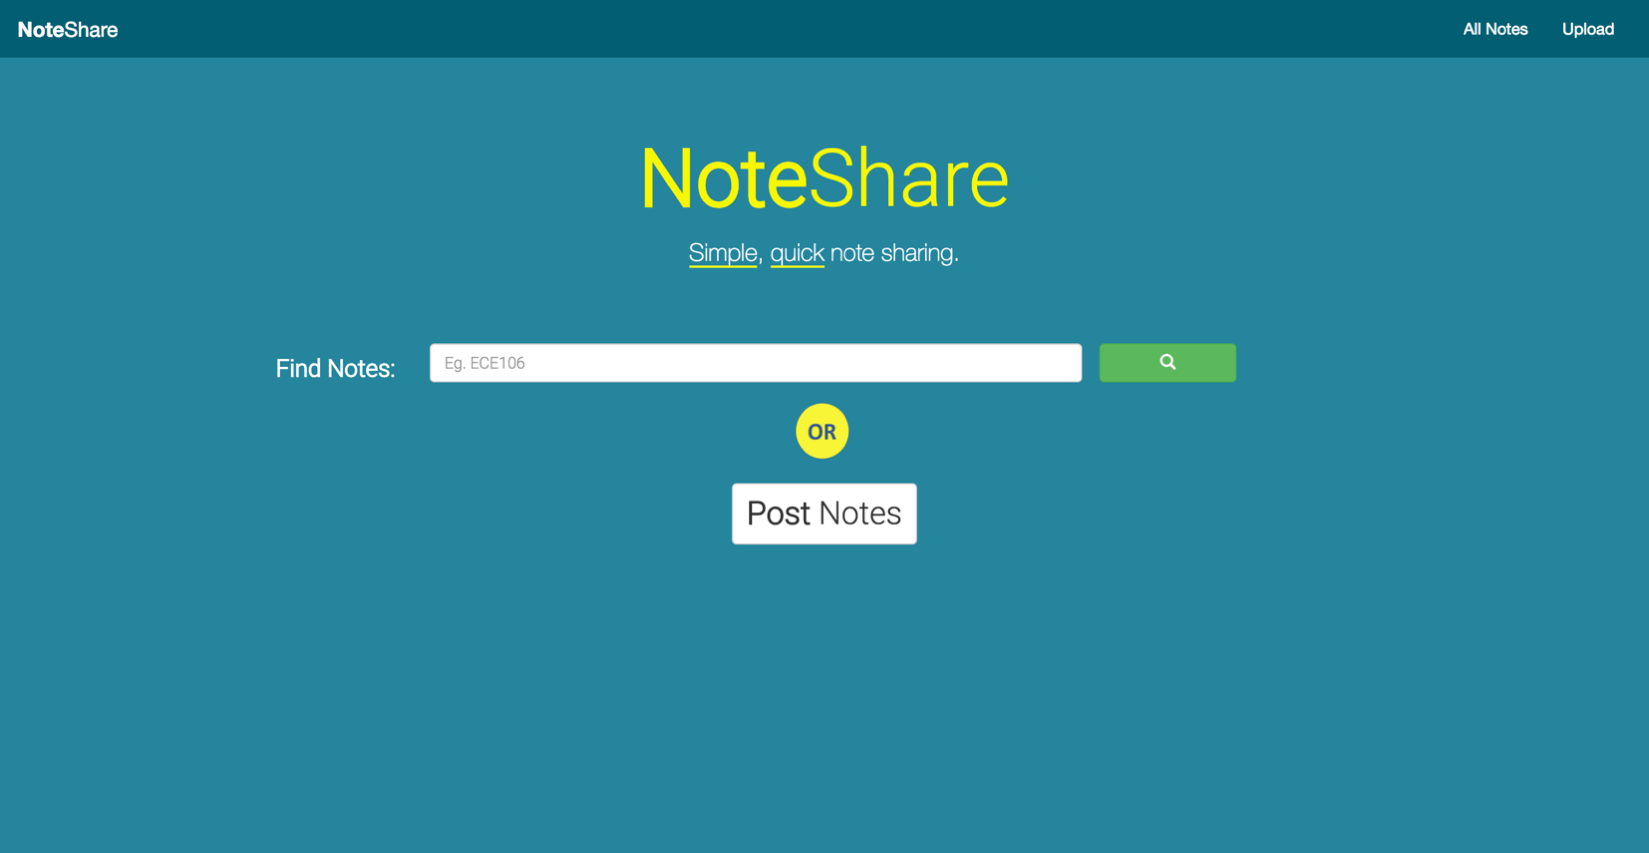 NoteShare All Notes Upload
NoteShare
Simple, quick note sharing.
Find Notes: Eg. ECE106
OR
Post Notes